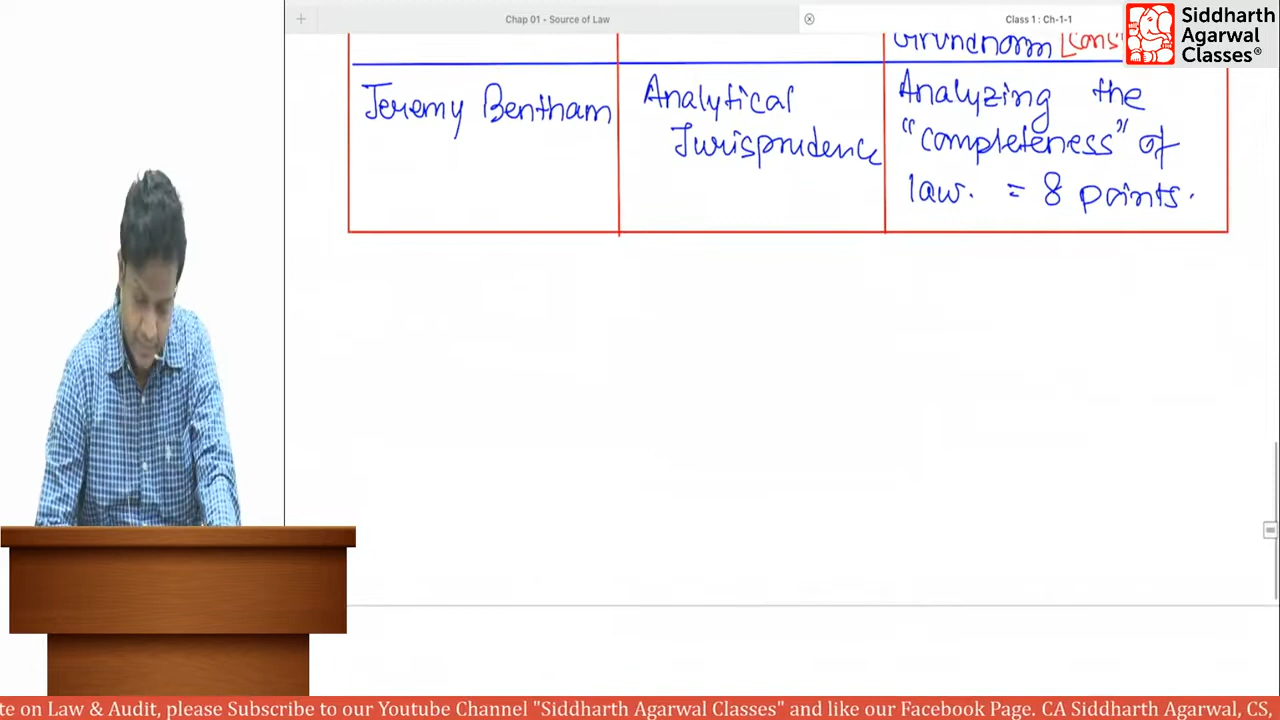 Chap 01 - Source of Law
Class 1 : Ch-1-1
Siddharth
Agarwal
Classes®
Grundnorm
Jeremy Bentham
Analytical
Jurisprudence
Analyzing the
"completeness" of
law. = 8 points.
te on Law & Audit, please Subscribe to our Youtube Channel "Siddharth Agarwal Classes" and like our Facebook Page. CA Siddharth Agarwal, CS,